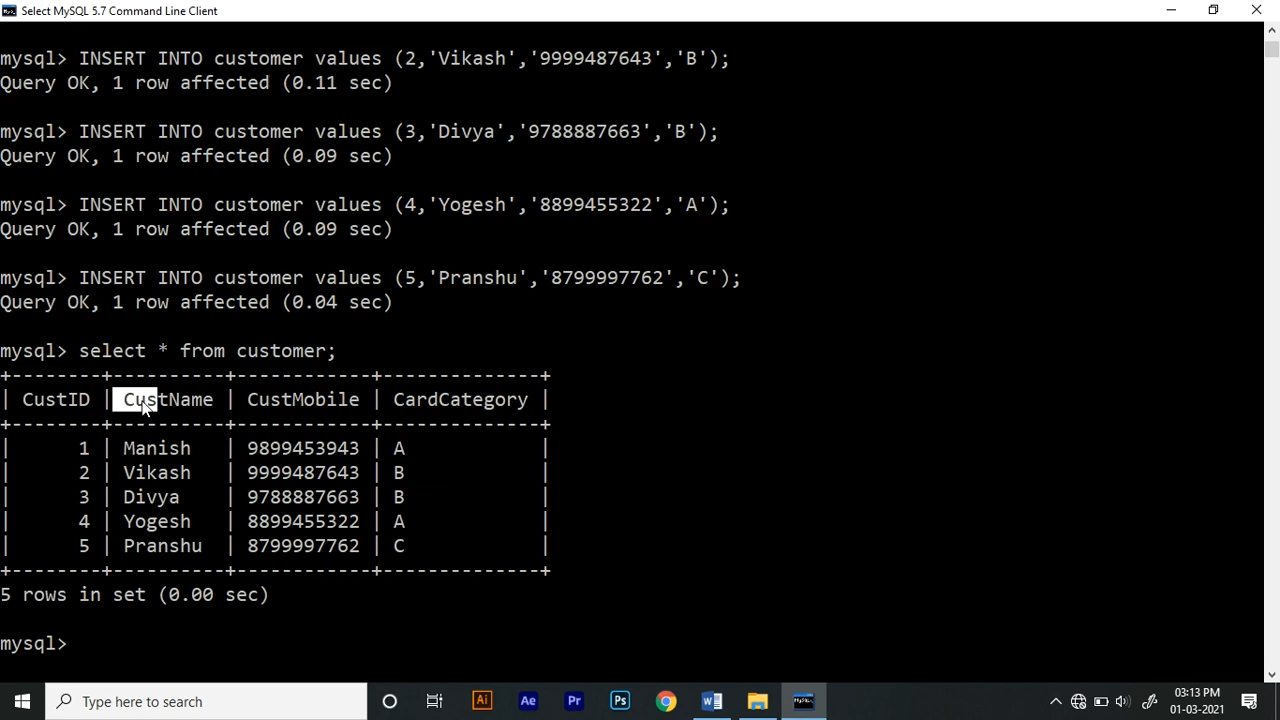 Select MySQL 5.7 Command Line Client
mysql> INSERT INTO customer values (2,'Vikash','9999487643','B');
Query OK, 1 row affected (0.11 sec)
mysql> INSERT INTO customer values (3,'Divya','9788887663','B');
Query OK, 1 row affected (0.09 sec)
mysql> INSERT INTO customer values (4,'Yogesh','8899455322','A');
Query OK, 1 row affected (0.09 sec)
mysql> INSERT INTO customer values (5,'Pranshu','8799997762','C');
Query OK, 1 row affected (0.04 sec)
mysql> select * from customer;
+--------+----------+------------+--------------+
| CustID | CustName | CustMobile | CardCategory |
+--------+----------+------------+--------------+
|      1 | Manish   | 9899453943 | A            |
|      2 | Vikash   | 9999487643 | B            |
|      3 | Divya    | 9788887663 | B            |
|      4 | Yogesh   | 8899455322 | A            |
|      5 | Pranshu  | 8799997762 | C            |
+--------+----------+------------+--------------+
5 rows in set (0.00 sec)
mysql>
Type here to search
Ai
Ae
Pr
Ps
W
03:13 PM
01-03-2021